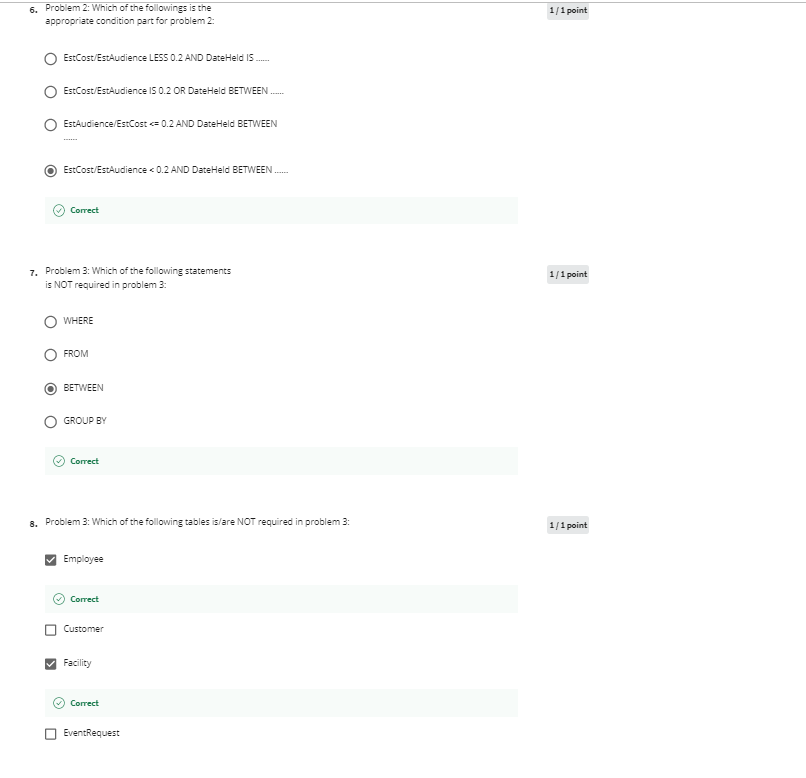 6. Problem 2: Which of the followings is the
1 / 1 point
appropriate condition part for problem 2:
EstCost/EstAudience LESS 0.2 AND DateHeld IS ......
EstCost/EstAudience IS 0.2 OR DateHeld BETWEEN ......
EstAudience/EstCost <= 0.2 AND DateHeld BETWEEN
......
EstCost/EstAudience < 0.2 AND DateHeld BETWEEN ......
Correct
7. Problem 3: Which of the following statements
1 / 1 point
is NOT required in problem 3:
WHERE
FROM
BETWEEN
GROUP BY
Correct
8. Problem 3: Which of the following tables is/are NOT required in problem 3:
1 / 1 point
Employee
Correct
Customer
Facility
Correct
EventRequest